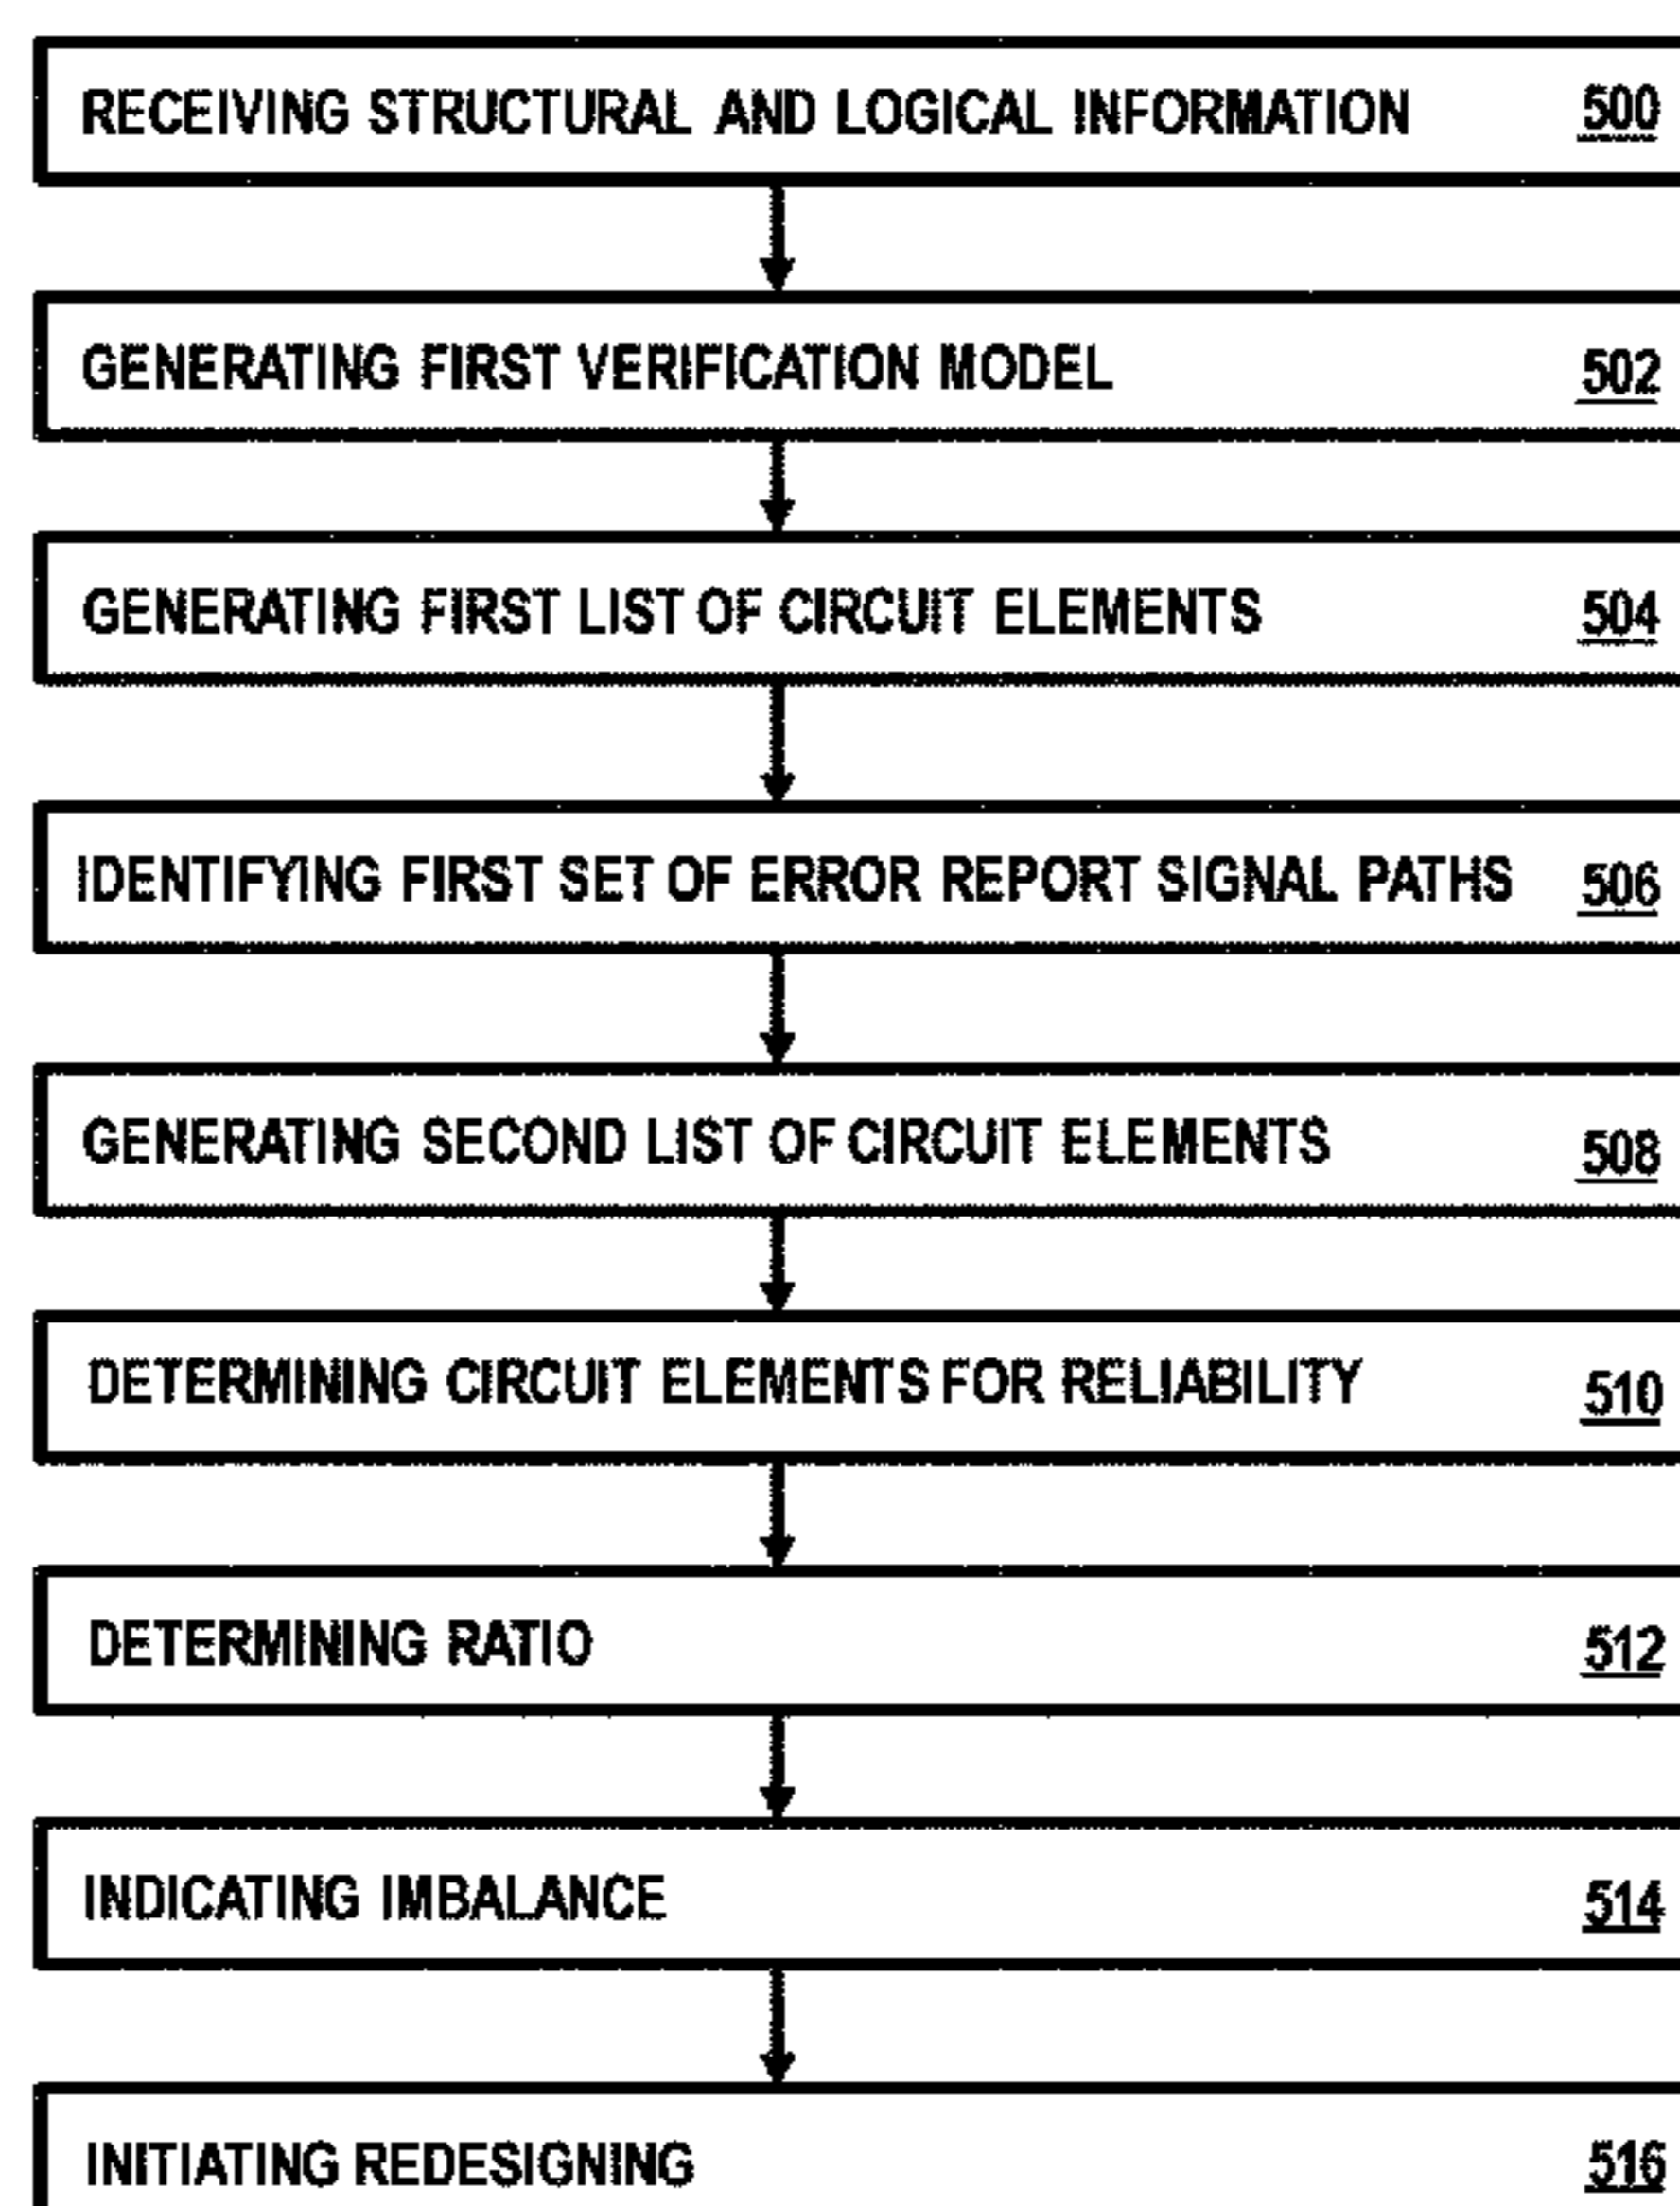 RECEIVING STRUCTURAL AND LOGICAL INFORMATION 500
GENERATING FIRST VERIFICATION MODEL 502
GENERATING FIRST LIST OF CIRCUIT ELEMENTS 504
IDENTIFYING FIRST SET OF ERROR REPORT SIGNAL PATHS 506
GENERATING SECOND LIST OF CIRCUIT ELEMENTS 508
DETERMINING CIRCUIT ELEMENTS FOR RELIABILITY 510
DETERMINING RATIO 512
INDICATING IMBALANCE 514
INITIATING REDESIGNING 516